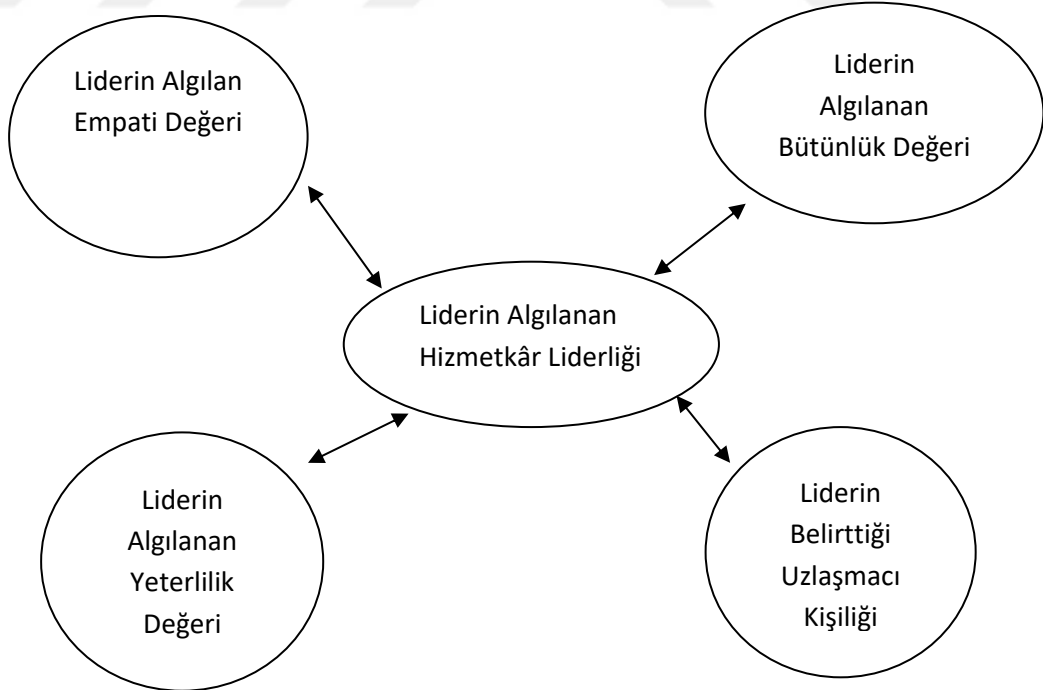 Liderin Algılan
Empati Değeri
Liderin
Algılanan
Bütünlük Değeri
Liderin Algılanan
Hizmetkâr Liderliği
Liderin
Algılanan
Yeterlilik
Değeri
Liderin
Belirttiği
Uzlaşmacı
Kişiliği